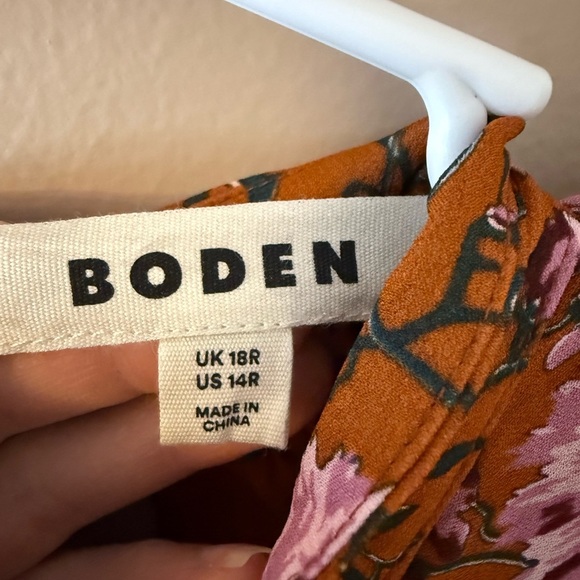 BODEN
UK 18R
US 14R
MADE IN
CHINA